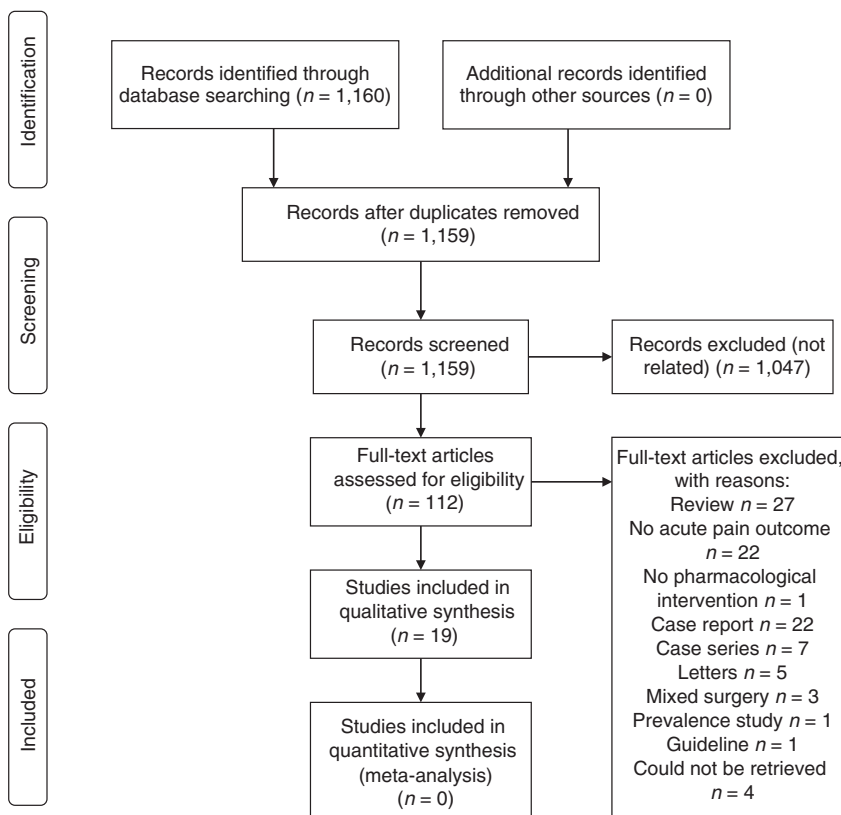 Identification
Records identified through
database searching (n = 1,160)
Additional records identified
through other sources (n = 0)
Records after duplicates removed
(n = 1,159)
Screening
Records screened
(n = 1,159)
Records excluded (not
related) (n = 1,047)
Eligibility
Full-text articles
assessed for eligibility
(n = 112)
Full-text articles excluded,
with reasons:
Review n = 27
No acute pain outcome
n = 22
No pharmacological
intervention n = 1
Case report n = 22
Case series n = 7
Letters n = 5
Mixed surgery n = 3
Prevalence study n = 1
Guideline n = 1
Could not be retrieved
n = 4
Studies included in
qualitative synthesis
(n = 19)
Included
Studies included in
quantitative synthesis
(meta-analysis)
(n = 0)